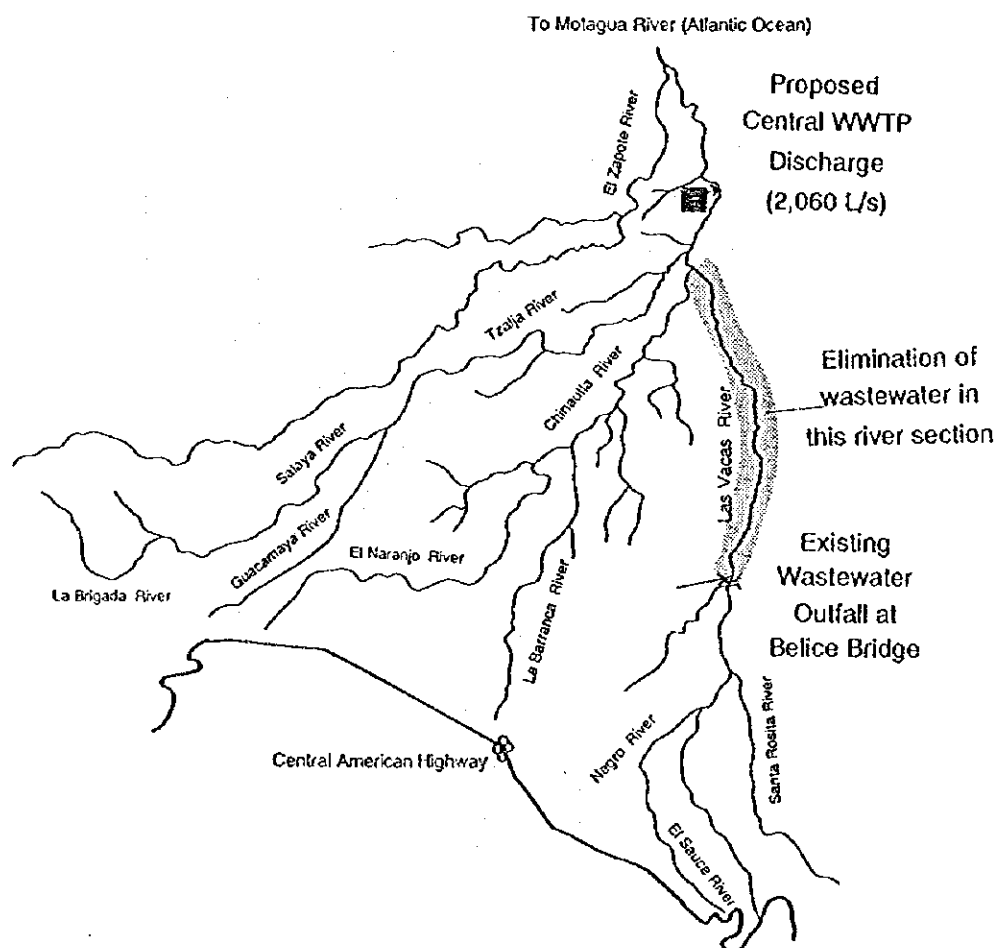 To Motagua River (Atlantic Ocean)
Proposed
Central WWTP
Discharge
(2,060 L/s)
El Zapote River
Tzalja River
Chinautla River
Elimination of
wastewater in
this river section
Las Vacas River
Salaya River
Guacamaya River
El Naranjo River
La Brigada River
La Barranca River
Existing
Wastewater
Outfall at
Belice Bridge
Central American Highway
Negro River
Santa Rosita River
El Sauce River